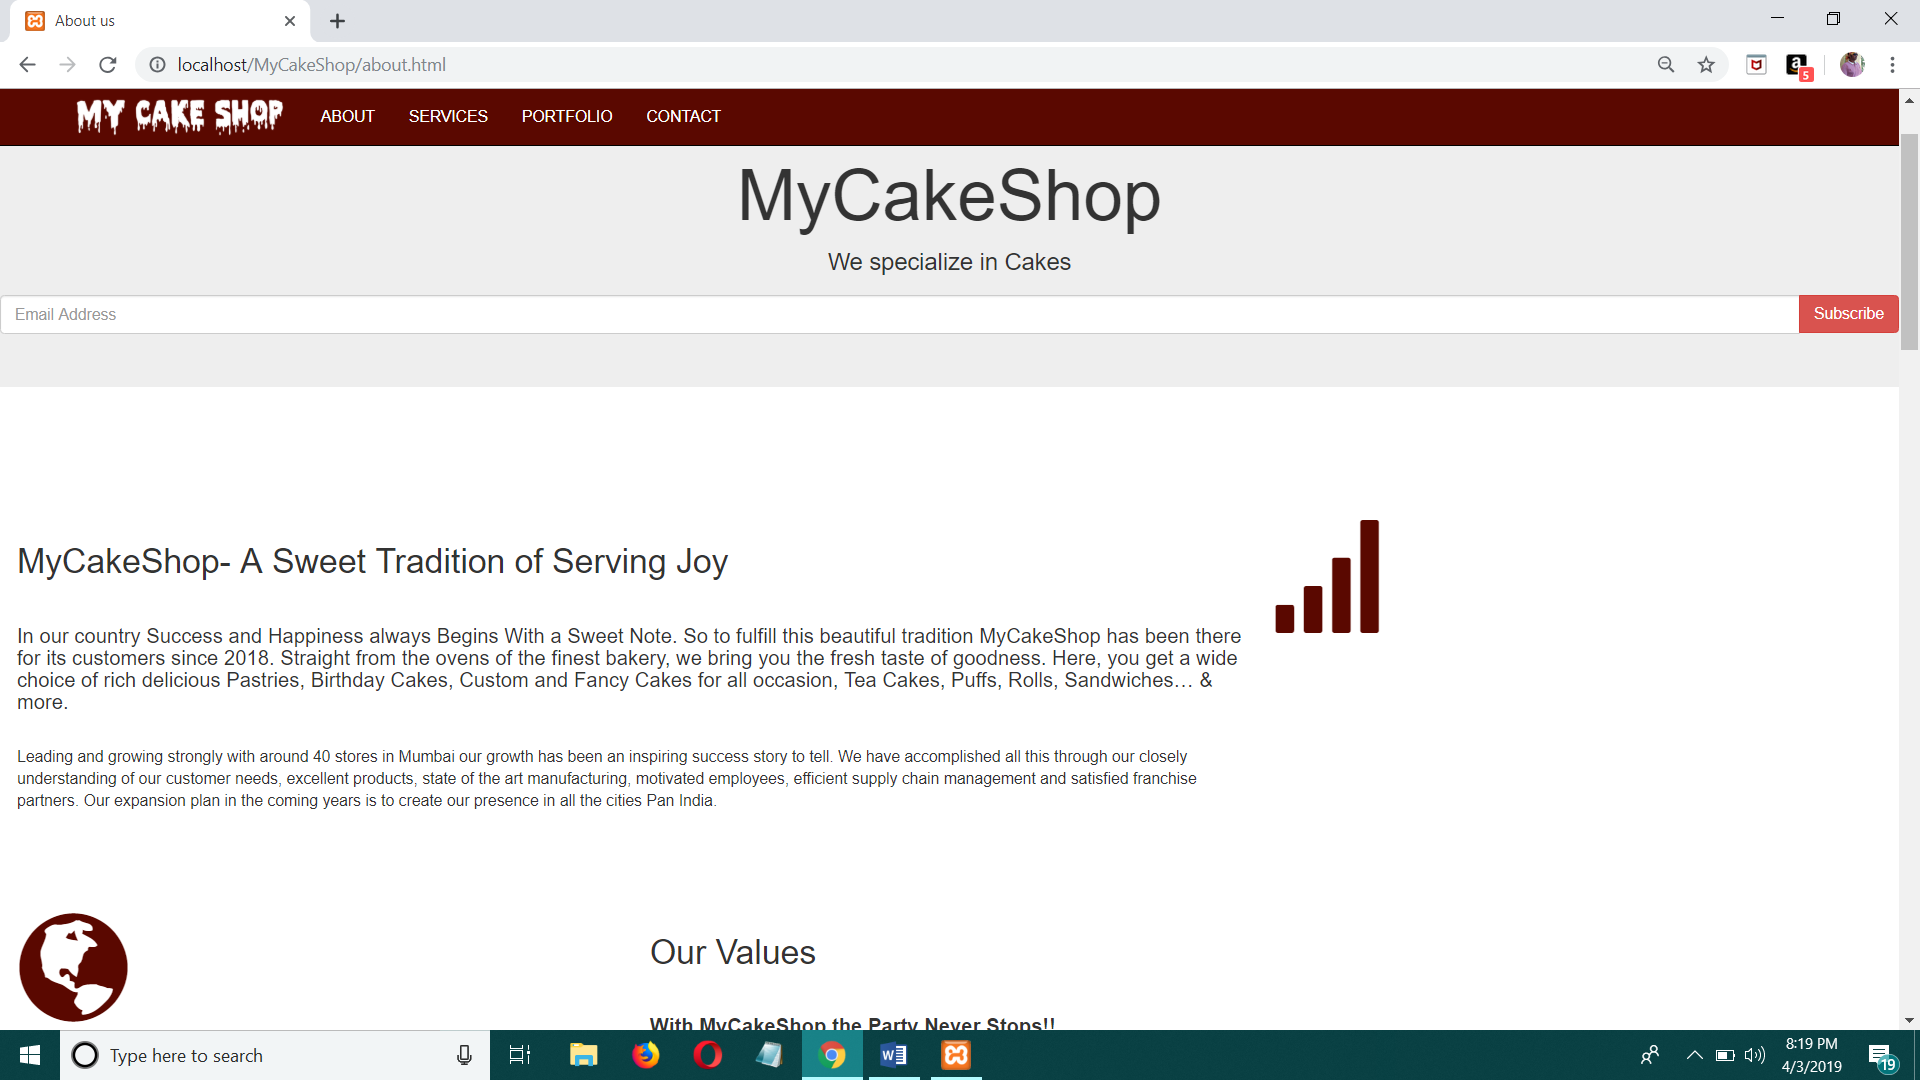 About us
localhost/MyCakeShop/about.html
5
MY CAKE SHOP
ABOUT
SERVICES
PORTFOLIO
CONTACT
MyCakeShop
We specialize in Cakes
Email Address
Subscribe
MyCakeShop- A Sweet Tradition of Serving Joy
In our country Success and Happiness always Begins With a Sweet Note. So to fulfill this beautiful tradition MyCakeShop has been there
for its customers since 2018. Straight from the ovens of the finest bakery, we bring you the fresh taste of goodness. Here, you get a wide
choice of rich delicious Pastries, Birthday Cakes, Custom and Fancy Cakes for all occasion, Tea Cakes, Puffs, Rolls, Sandwiches… &
more.
Leading and growing strongly with around 40 stores in Mumbai our growth has been an inspiring success story to tell. We have accomplished all this through our closely
understanding of our customer needs, excellent products, state of the art manufacturing, motivated employees, efficient supply chain management and satisfied franchise
partners. Our expansion plan in the coming years is to create our presence in all the cities Pan India.
Our Values
With MyCakeShop the Party Never Stops!!
Type here to search
8:19 PM
4/3/2019
19